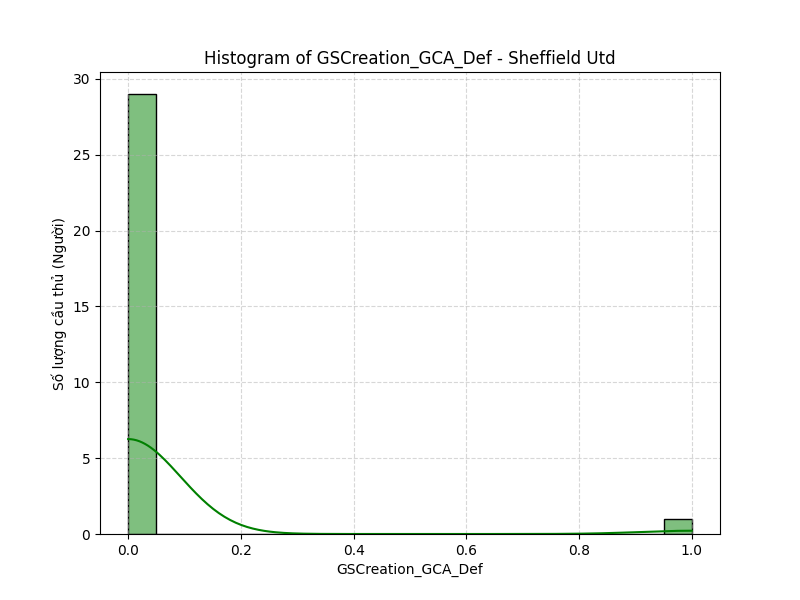 Histogram of GSCreation_GCA_Def - Sheffield Utd
Số lượng cầu thủ (Người)
30
25
20
15
10
5
0
0.0 0.2 0.4 0.6 0.8 1.0
GSCreation_GCA_Def